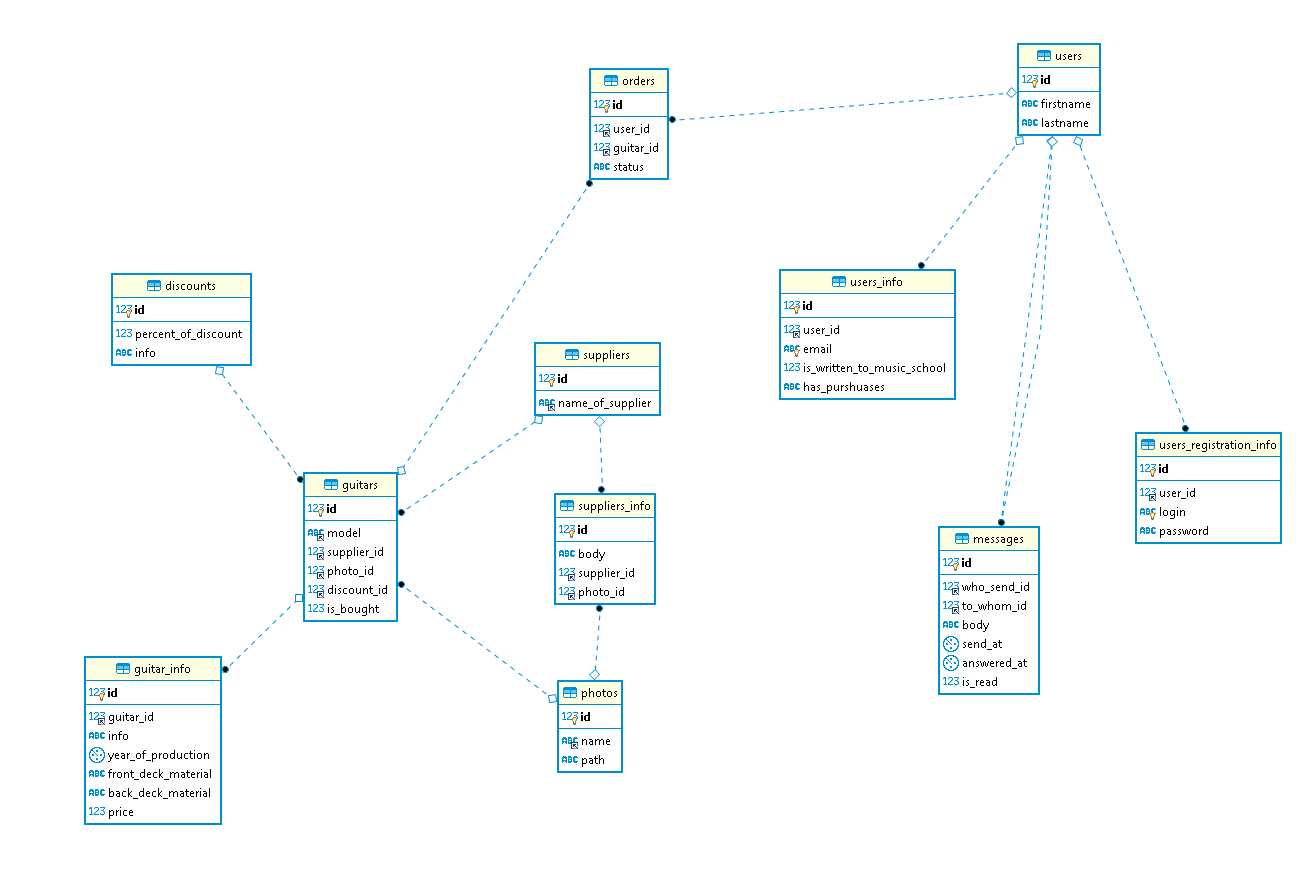 users
123 id
ABC firstname
ABC lastname
orders
123 id
123 user_id
123 guitar_id
ABC status
discounts
123 id
123 percent_of_discount
ABC info
users_info
123 id
123 user_id
ABC email
123 is_written_to_music_school
ABC has_purshuases
suppliers
123 id
ABC name_of_supplier
users_registration_info
123 id
123 user_id
ABC login
ABC password
guitars
123 id
ABC model
123 supplier_id
123 photo_id
123 discount_id
123 is_bought
suppliers_info
123 id
ABC body
123 supplier_id
123 photo_id
messages
123 id
123 who_send_id
123 to_whom_id
ABC body
send_at
answered_at
123 is_read
guitar_info
123 id
123 guitar_id
ABC info
year_of_production
ABC front_deck_material
ABC back_deck_material
123 price
photos
123 id
ABC name
ABC path